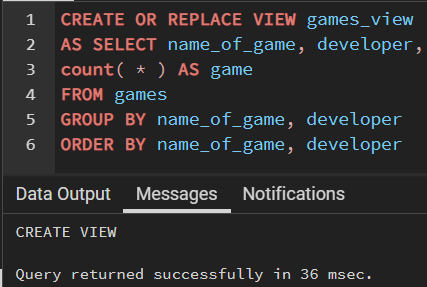 1 CREATE OR REPLACE VIEW games_view
2 AS SELECT name_of_game, developer,
3 count( * ) AS game
4 FROM games
5 GROUP BY name_of_game, developer
6 ORDER BY name_of_game, developer
Data Output Messages Notifications
CREATE VIEW
Query returned successfully in 36 msec.